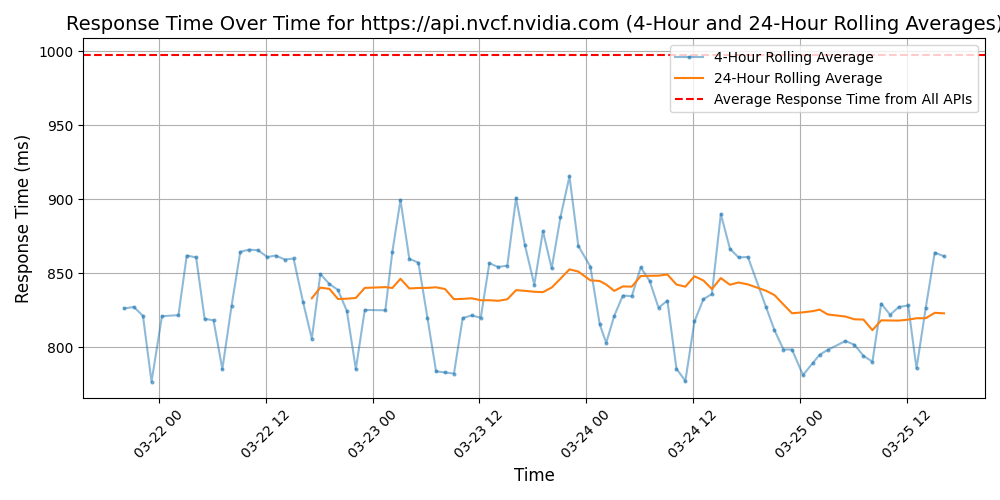 Response Time Over Time for https://api.nvcf.nvidia.com (4-Hour and 24-Hour Rolling Averages)
1000
950
900
850
800
Response Time (ms)
4-Hour Rolling Average
24-Hour Rolling Average
Average Response Time from All APIs
03-22 00
03-22 12
03-23 00
03-23 12
03-24 00
03-24 12
03-25 00
03-25 12
Time